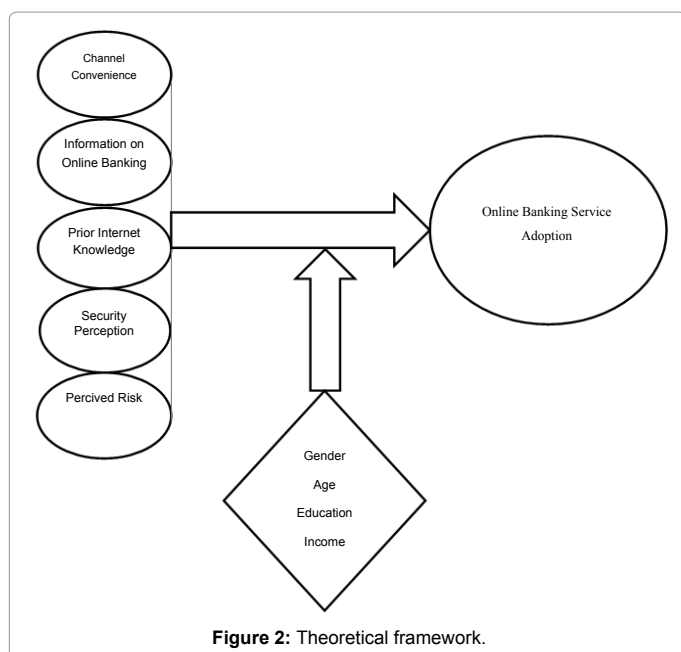 Channel
Convenience
Information on
Online Banking
Prior Internet
Knowledge
Security
Perception
Percived Risk
Online Banking Service
Adoption
Gender
Age
Education
Income
Figure 2: Theoretical framework.